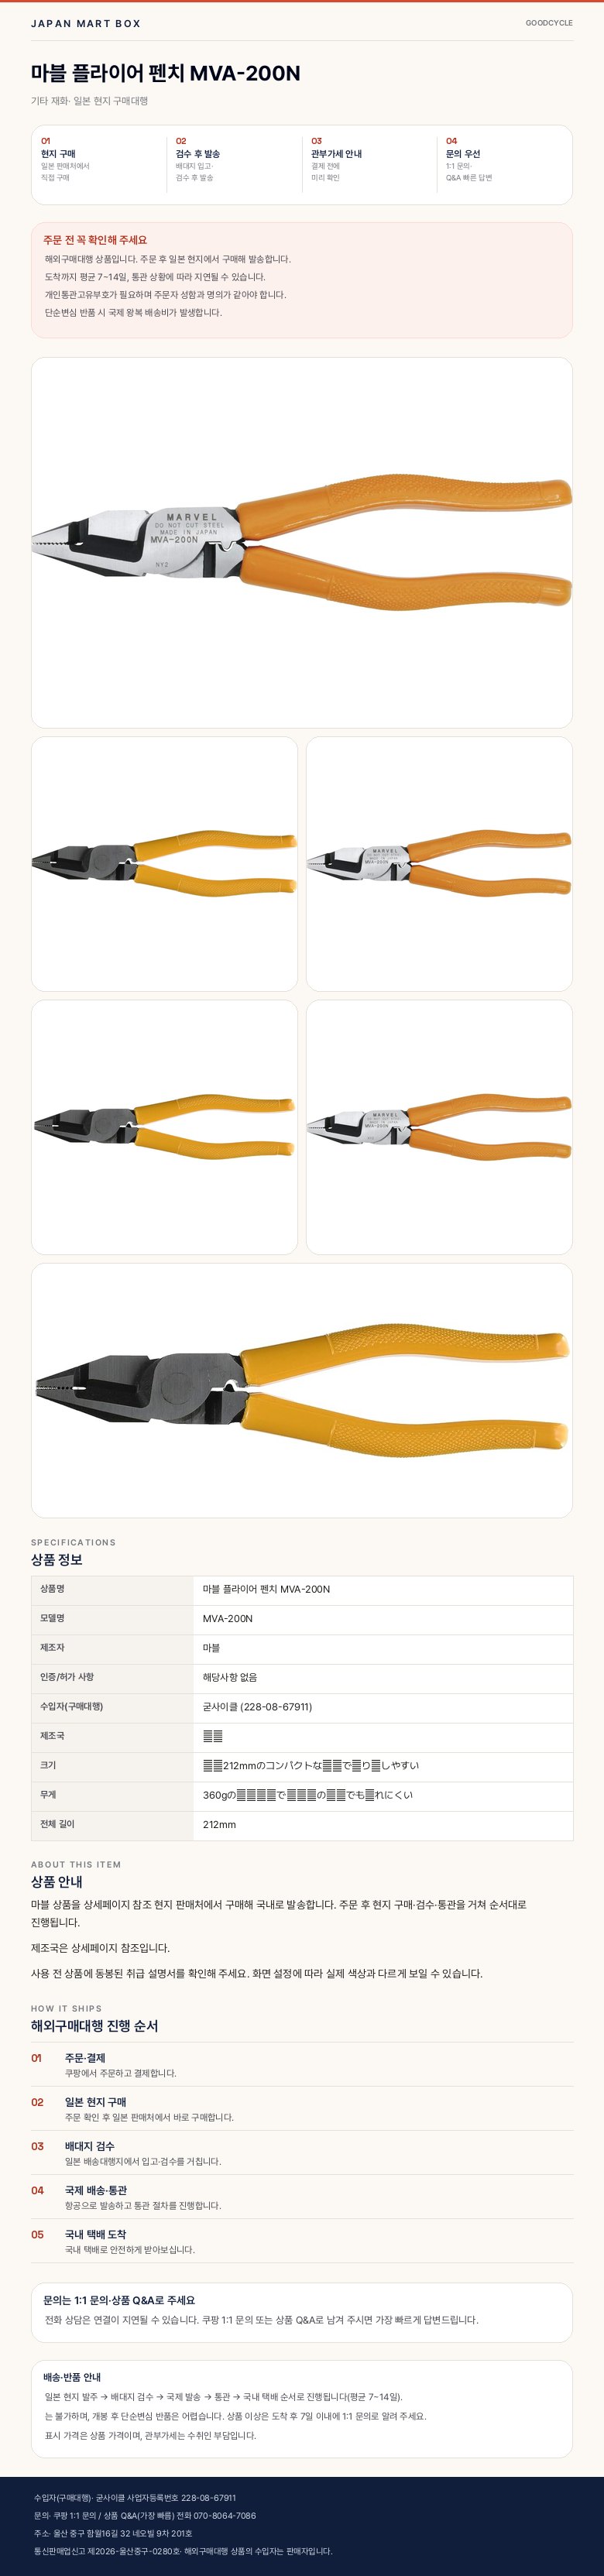 JAPAN MART BOX
GOODCYCLE
마블 플라이어 펜치 MVA-200N
기타 재화· 일본 현지 구매대행
01
현지 구매
일본 판매처에서
직접 구매
02
검수 후 발송
배대지 입고·
검수 후 발송
03
관부가세 안내
결제 전에
미리 확인
04
문의 우선
1:1 문의·
Q&A 빠른 답변
주문 전 꼭 확인해 주세요
해외구매대행 상품입니다. 주문 후 일본 현지에서 구매해 발송합니다.
도착까지 평균 7~14일, 통관 상황에 따라 지연될 수 있습니다.
개인통관고유부호가 필요하며 주문자 성함과 명의가 같아야 합니다.
단순변심 반품 시 국제 왕복 배송비가 발생합니다.
MARVEL
DO NOT CUT STEEL
MADE IN JAPAN
MVA-200N
NYZ
MARVEL
DO NOT CUT STEEL
MADE IN JAPAN
MVA-200N
MARVEL
DO NOT CUT STEEL
MADE IN JAPAN
MVA-200N
SPECIFICATIONS
상품 정보
상품명 마블 플라이어 펜치 MVA-200N
모델명 MVA-200N
제조자 마블
인증/허가 사항 해당사항 없음
수입자(구매대행) 굳사이클 (228-08-67911)
제조국
크기 212mmのコンパクトなでりしやすい
무게 360gのでのでもれにくい
전체 길이 212mm
ABOUT THIS ITEM
상품 안내
마블 상품을 상세페이지 참조 현지 판매처에서 구매해 국내로 발송합니다. 주문 후 현지 구매·검수·통관을 거쳐 순서대로
진행됩니다.
제조국은 상세페이지 참조입니다.
사용 전 상품에 동봉된 취급 설명서를 확인해 주세요. 화면 설정에 따라 실제 색상과 다르게 보일 수 있습니다.
HOW IT SHIPS
해외구매대행 진행 순서
01 주문·결제
쿠팡에서 주문하고 결제합니다.
02 일본 현지 구매
주문 확인 후 일본 판매처에서 바로 구매합니다.
03 배대지 검수
일본 배송대행지에서 입고·검수를 거칩니다.
04 국제 배송·통관
항공으로 발송하고 통관 절차를 진행합니다.
05 국내 택배 도착
국내 택배로 안전하게 받아보십니다.
문의는 1:1 문의·상품 Q&A로 주세요
전화 상담은 연결이 지연될 수 있습니다. 쿠팡 1:1 문의 또는 상품 Q&A로 남겨 주시면 가장 빠르게 답변드립니다.
배송·반품 안내
일본 현지 발주 → 배대지 검수 → 국제 발송 → 통관 → 국내 택배 순서로 진행됩니다(평균 7~14일).
는 불가하며, 개봉 후 단순변심 반품은 어렵습니다. 상품 이상은 도착 후 7일 이내에 1:1 문의로 알려 주세요.
표시 가격은 상품 가격이며, 관부가세는 수취인 부담입니다.
수입자(구매대행)· 굳사이클 사업자등록번호 228-08-67911
문의· 쿠팡 1:1 문의 / 상품 Q&A(가장 빠름) 전화 070-8064-7086
주소· 울산 중구 함월16길 32 네오빌 9차 201호
통신판매업신고 제2026-울산중구-0280호· 해외구매대행 상품의 수입자는 판매자입니다.